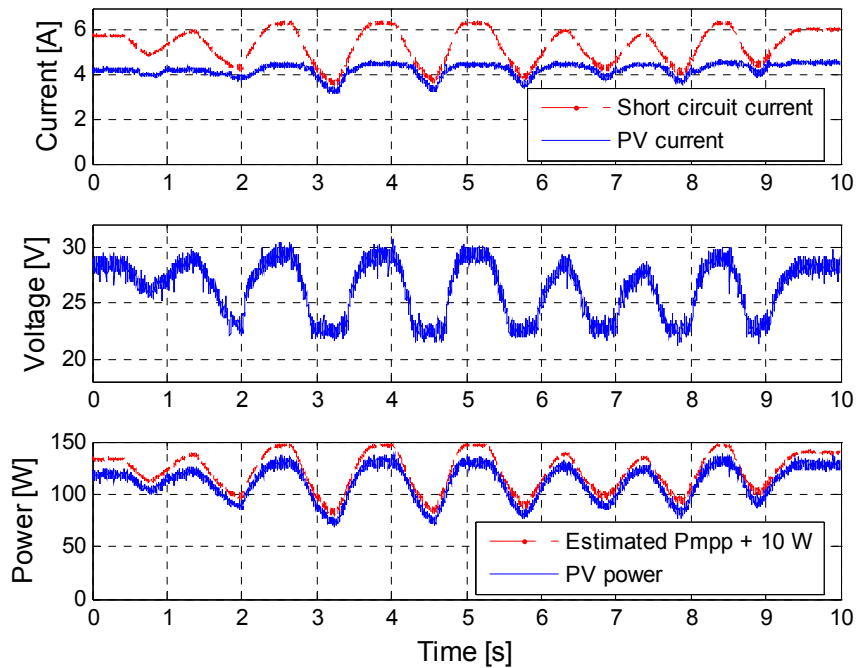 Current [A]
6
4
2
0
Short circuit current
PV current
0 1 2 3 4 5 6 7 8 9 10
Voltage [V]
30
25
20
0 1 2 3 4 5 6 7 8 9 10
Power [W]
150
100
50
0
Estimated Pmpp + 10 W
PV power
0 1 2 3 4 5 6 7 8 9 10
Time [s]